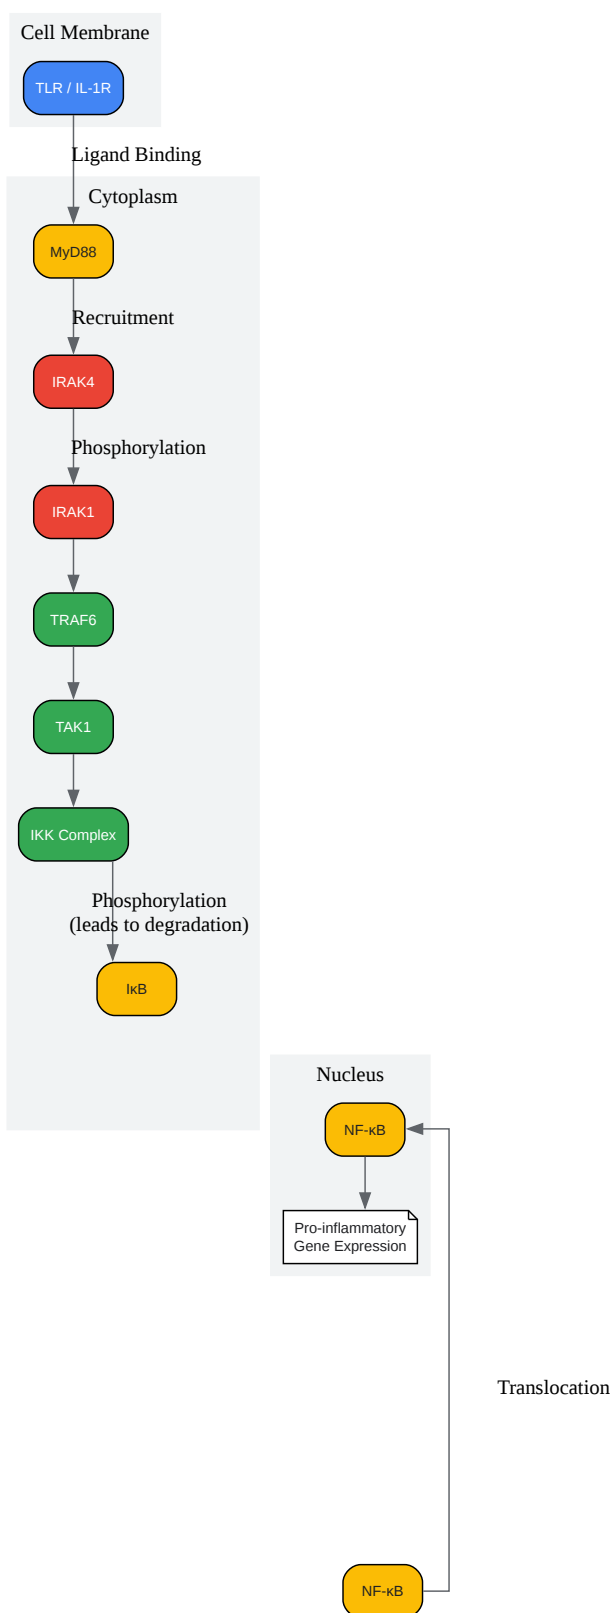 Cell Membrane
TLR / IL-1R
Ligand Binding
Cytoplasm
MyD88
Recruitment
IRAK4
Phosphorylation
IRAK1
TRAF6
TAK1
IKK Complex
Phosphorylation
(leads to degradation)
IκB
Nucleus
NF-κB
Pro-inflammatory
Gene Expression
Translocation
NF-κB